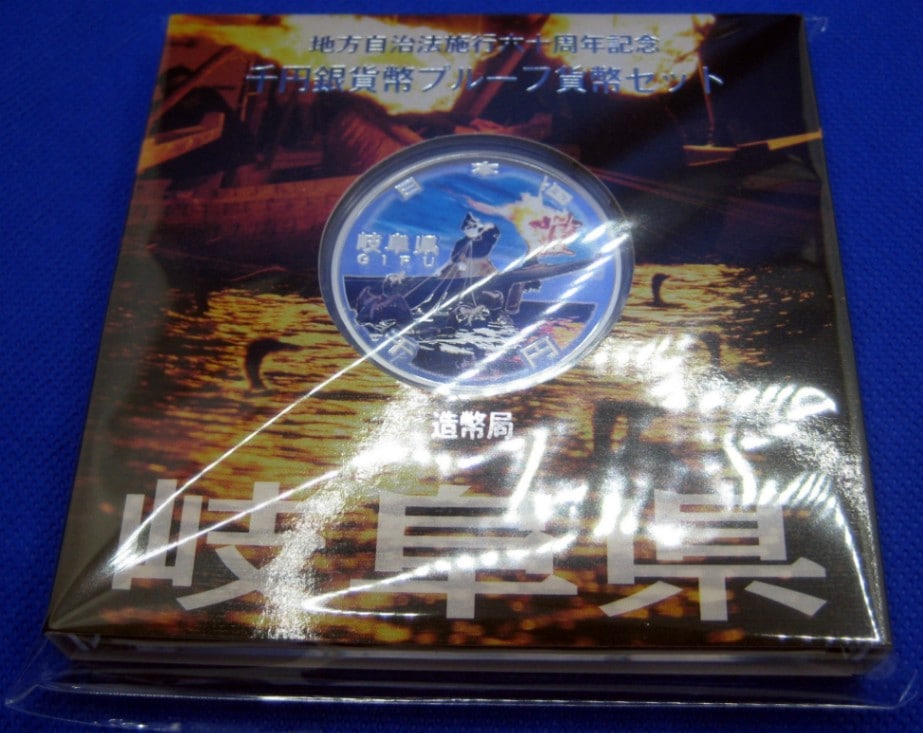 地方自治法施行六十周年記念
千円銀貨幣プルーフ貨幣セット
日本国
岐阜県
GIFU
千円
造幣局
岐阜県